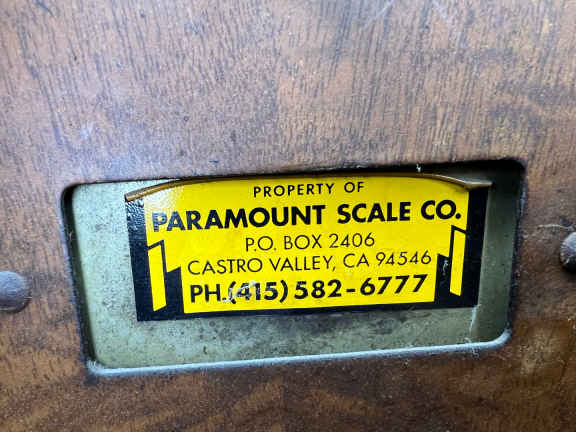 PROPERTY OF
PARAMOUNT SCALE CO.
P.O. BOX 2406
CASTRO VALLEY, CA 94546
PH.(415) 582-6777